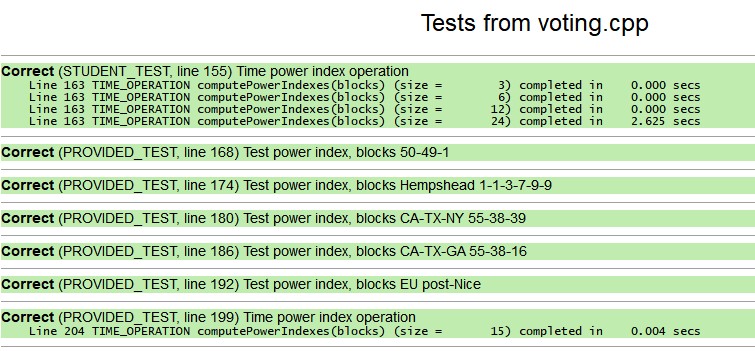 Tests from voting.cpp
Correct (STUDENT_TEST, line 155) Time power index operation
Line 163 TIME_OPERATION computePowerIndexes(blocks) (size =        3) completed in    0.000 secs
Line 163 TIME_OPERATION computePowerIndexes(blocks) (size =        6) completed in    0.000 secs
Line 163 TIME_OPERATION computePowerIndexes(blocks) (size =       12) completed in    0.000 secs
Line 163 TIME_OPERATION computePowerIndexes(blocks) (size =       24) completed in    2.625 secs
Correct (PROVIDED_TEST, line 168) Test power index, blocks 50-49-1
Correct (PROVIDED_TEST, line 174) Test power index, blocks Hempshead 1-1-3-7-9-9
Correct (PROVIDED_TEST, line 180) Test power index, blocks CA-TX-NY 55-38-39
Correct (PROVIDED_TEST, line 186) Test power index, blocks CA-TX-GA 55-38-16
Correct (PROVIDED_TEST, line 192) Test power index, blocks EU post-Nice
Correct (PROVIDED_TEST, line 199) Time power index operation
Line 204 TIME_OPERATION computePowerIndexes(blocks) (size =       15) completed in    0.004 secs